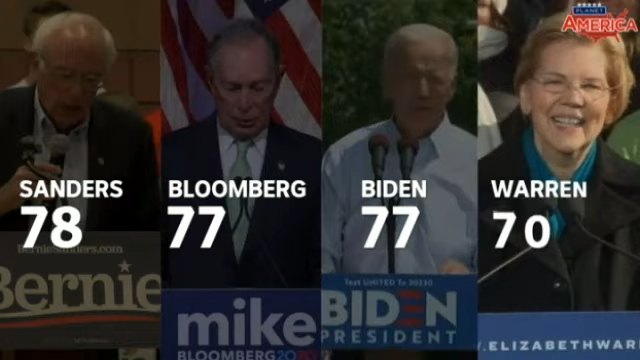 PLANET
AMERICA
SANDERS
78
BLOOMBERG
77
BIDEN
77
WARREN
70
BernieSanders.com
Bernie
mike
BLOOMBERG2020
Text UNITED To 30330
BIDEN
PRESIDENT
W.ELIZABETHWAR